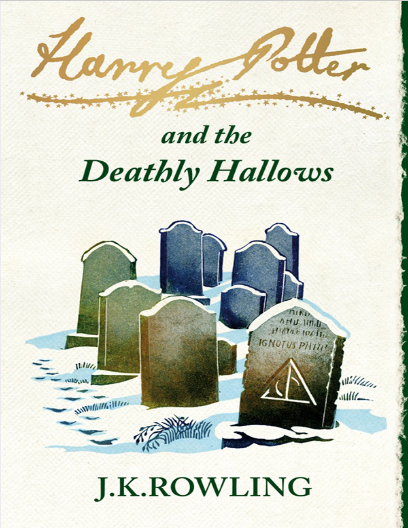 Harry Potter
and the
Deathly Hallows
IGNOTUS
J.K.ROWLING